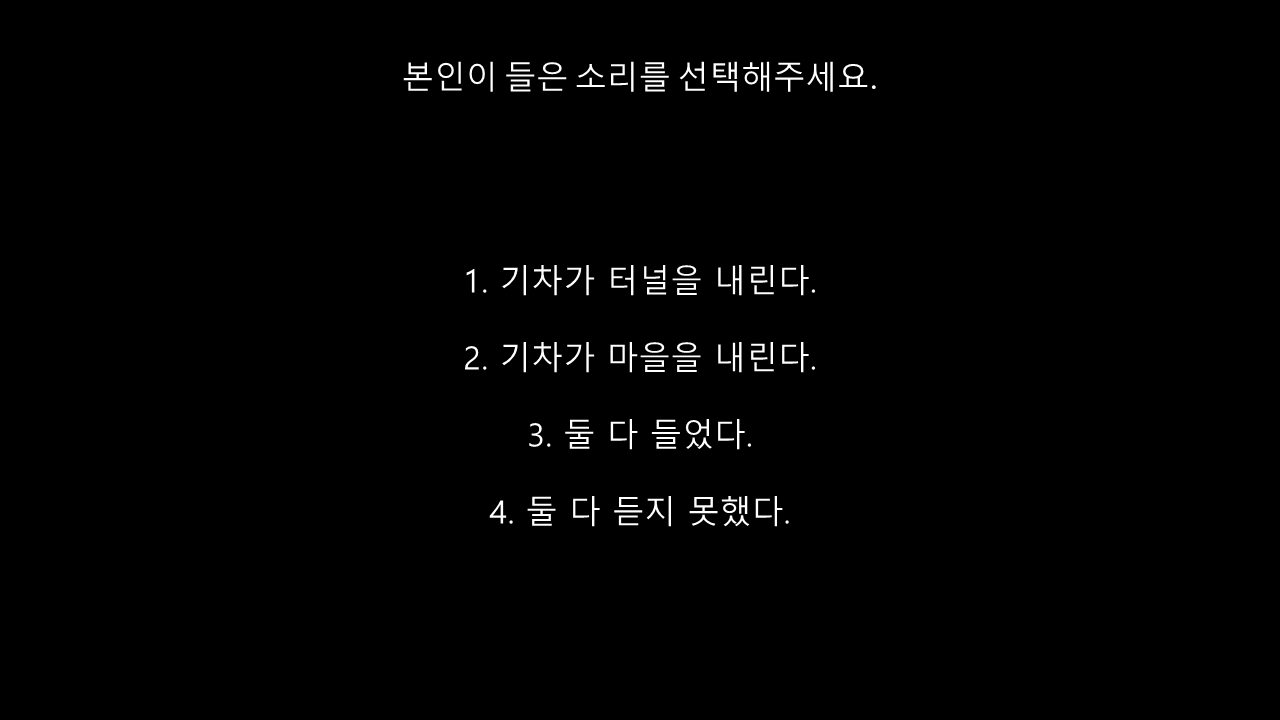 본인이 들은 소리를 선택해주세요.
1. 기차가 터널을 내린다.
2. 기차가 마을을 내린다.
3. 둘 다 들었다.
4. 둘 다 듣지 못했다.